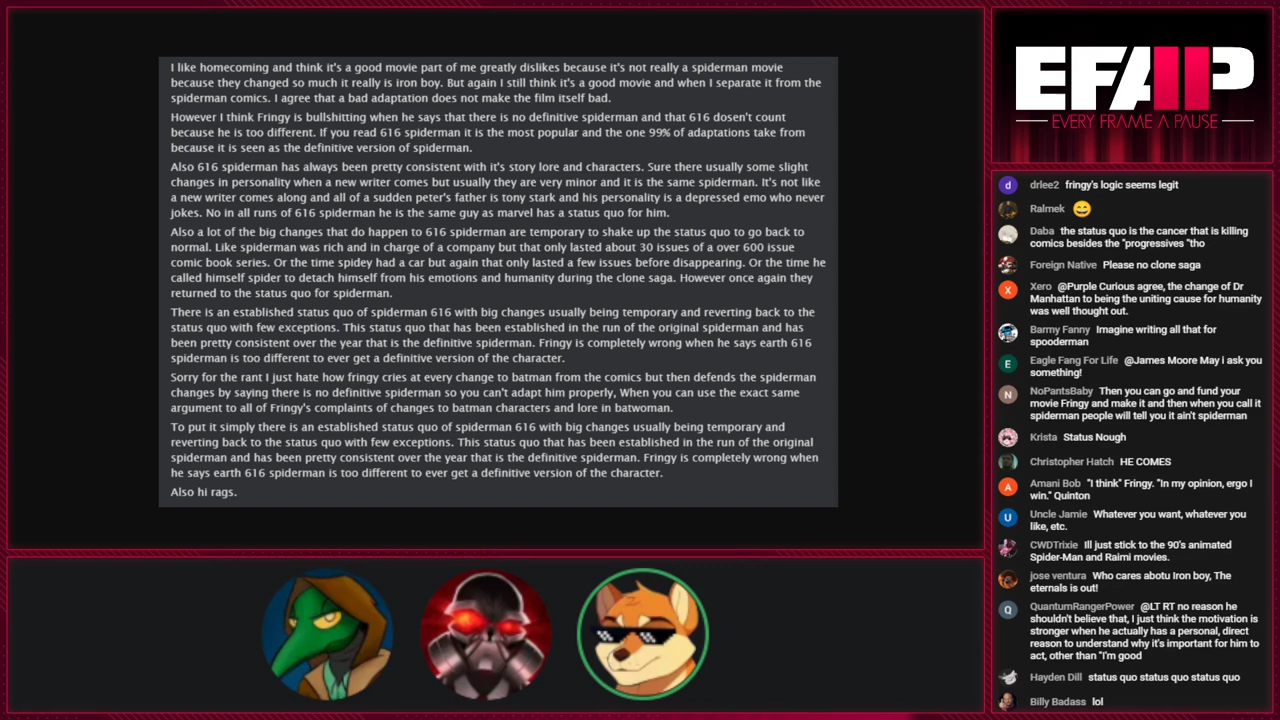 I like homecoming and think it's a good movie part of me greatly dislikes because it's not really a spiderman movie
because they changed so much it really is iron boy. But again I still think it's a good movie and when I separate it from the
spiderman comics. I agree that a bad adaptation does not make the film itself bad.
However I think Fringy is bullshitting when he says that there is no definitive spiderman and that 616 dosen't count
because he is too different. If you read 616 spiderman it is the most popular and the one 99% of adaptations take from
because it is seen as the definitive version of spiderman.
Also 616 spiderman has always been pretty consistent with it's story lore and characters. Sure there usually some slight
changes in personality when a new writer comes but usually they are very minor and it is the same spiderman. It's not like
a new writer comes along and all of a sudden peter's father is tony stark and his personality is a depressed emo who never
jokes. No in all runs of 616 spiderman he is the same guy as marvel has a status quo for him.
Also a lot of the big changes that do happen to 616 spiderman are temporary to shake up the status quo to go back to
normal. Like spiderman was rich and in charge of a company but that only lasted about 30 issues of a over 600 issue
comic book series. Or the time spidey had a car but again that only lasted a few issues before disappearing. Or the time he
called himself spider to detach himself from his emotions and humanity during the clone saga. However once again they
returned to the status quo for spiderman.
There is an established status quo of spiderman 616 with big changes usually being temporary and reverting back to the
status quo with few exceptions. This status quo that has been established in the run of the original spiderman and has
been pretty consistent over the year that is the definitive spiderman. Fringy is completely wrong when he says earth 616
spiderman is too different to ever get a definitive version of the character.
Sorry for the rant I just hate how fringy cries at every change to batman from the comics but then defends the spiderman
changes by saying there is no definitive spiderman so you can't adapt him properly, When you can use the exact same
argument to all of Fringy's complaints of changes to batman characters and lore in batwoman.
To put it simply there is an established status quo of spiderman 616 with big changes usually being temporary and
reverting back to the status quo with few exceptions. This status quo that has been established in the run of the original
spiderman and has been pretty consistent over the year that is the definitive spiderman. Fringy is completely wrong when
he says earth 616 spiderman is too different to ever get a definitive version of the character.
Also hi rags.
EFAP
EVERY FRAME A PAUSE
d drlee2 fringy's logic seems legit
Ralmek
Daba the status quo is the cancer that is killing
comics besides the "progressives "tho
Foreign Native Please no clone saga
X Xero @Purple Curious agree, the change of Dr
Manhattan to being the uniting cause for humanity
was well thought out.
Barmy Fanny Imagine writing all that for
spooderman
E Eagle Fang For Life @James Moore May i ask you
something!
N NoPantsBaby Then you can go and fund your
movie Fringy and make it and then when you call it
spiderman people will tell you it ain't spiderman
Krista Status Nough
Christopher Hatch HE COMES
A Amani Bob "I think" Fringy. "In my opinion, ergo I
win." Quinton
U Uncle Jamie Whatever you want, whatever you
like, etc.
CWDTrixie Ill just stick to the 90's animated
Spider-Man and Raimi movies.
jose ventura Who cares abotu Iron boy, The
eternals is out!
Q QuantumRangerPower @LT RT no reason he
shouldn't believe that, I just think the motivation is
stronger when he actually has a personal, direct
reason to understand why it's important for him to
act, other than "I'm good
Hayden Dill status quo status quo status quo
Billy Badass lol